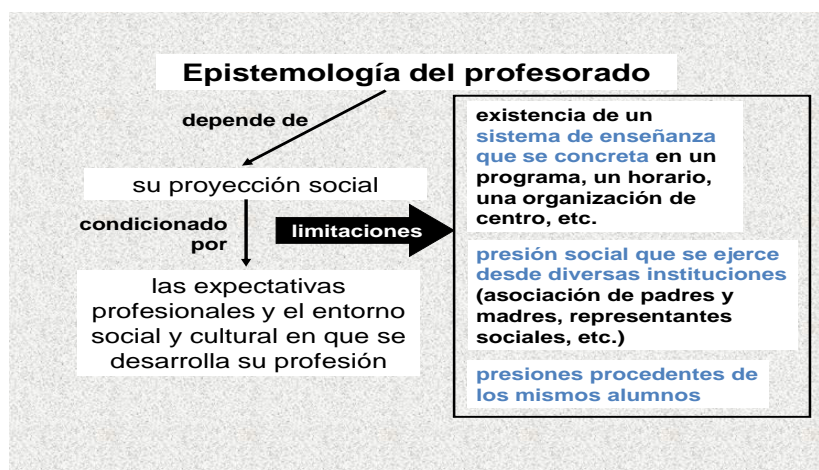 Epistemología del profesorado
depende de
su proyección social
condicionado
por
limitaciones
las expectativas
profesionales y el entorno
social y cultural en que se
desarrolla su profesión
existencia de un
sistema de enseñanza
que se concreta en un
programa, un horario,
una organización de
centro, etc.
presión social que se ejerce
desde diversas instituciones
(asociación de padres y
madres, representantes
sociales, etc.)
presiones procedentes de
los mismos alumnos